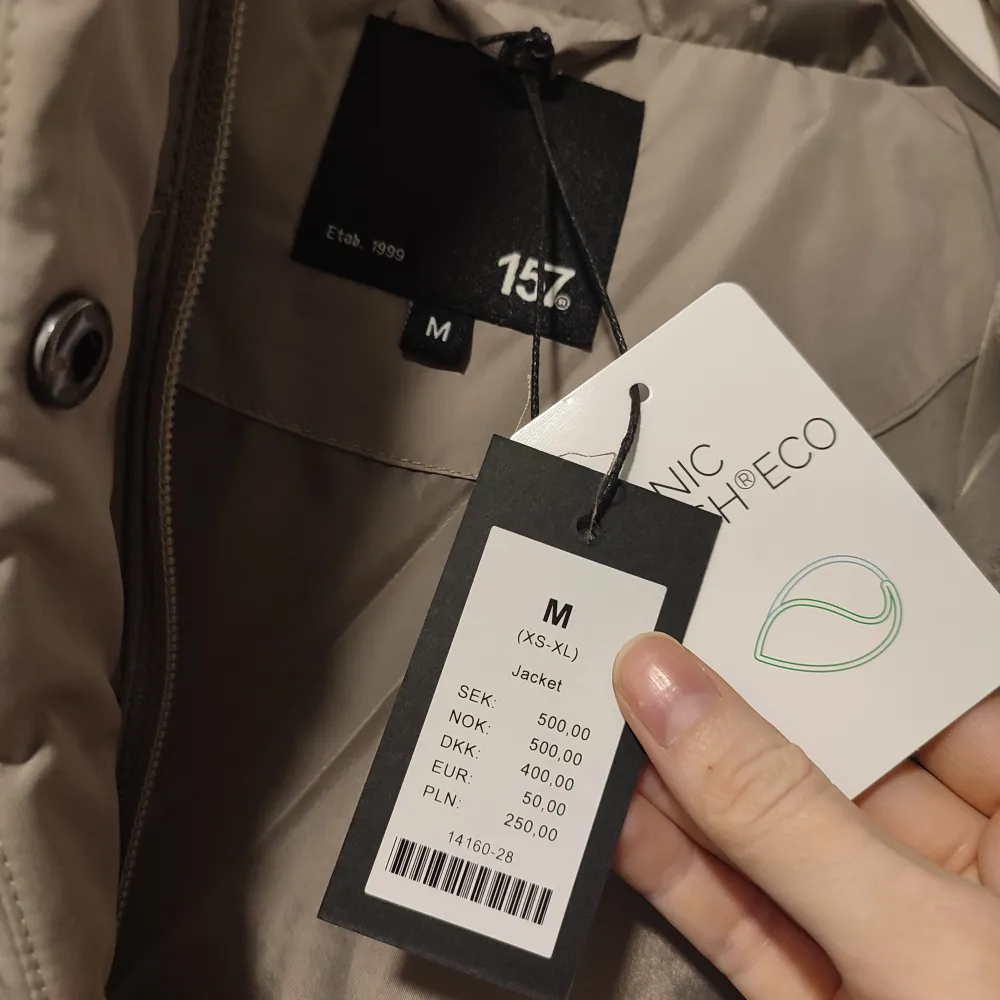 Etab. 1999
157®
M
NIC
H®ECO
M
(XS-XL)
Jacket
SEK: 500,00
NOK: 500,00
DKK: 400,00
EUR: 50,00
PLN: 250,00
14160-28